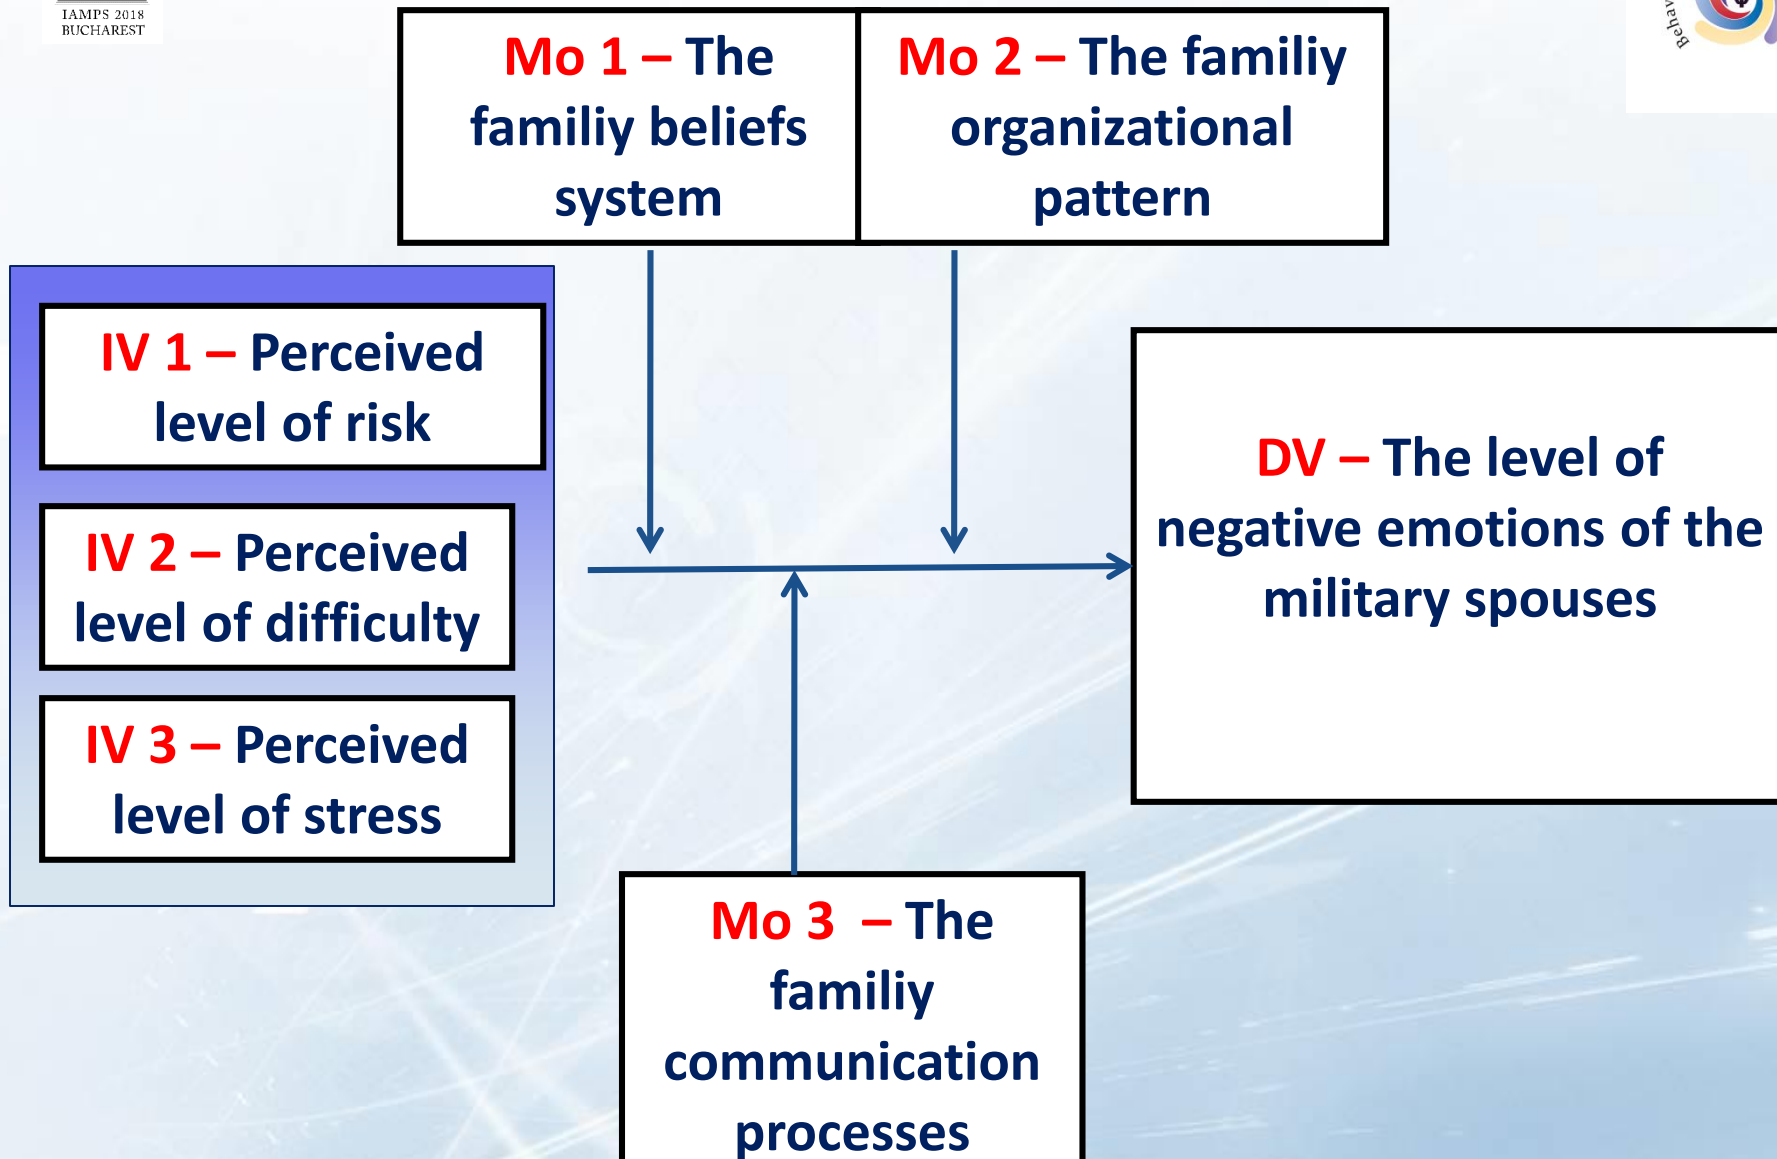 IAMPS 2018
BUCHAREST
Behav
Mo 1 – The
familiy beliefs
system
Mo 2 – The familiy
organizational
pattern
IV 1 – Perceived
level of risk
IV 2 – Perceived
level of difficulty
IV 3 – Perceived
level of stress
DV – The level of
negative emotions of the
military spouses
Mo 3 – The
familiy
communication
processes